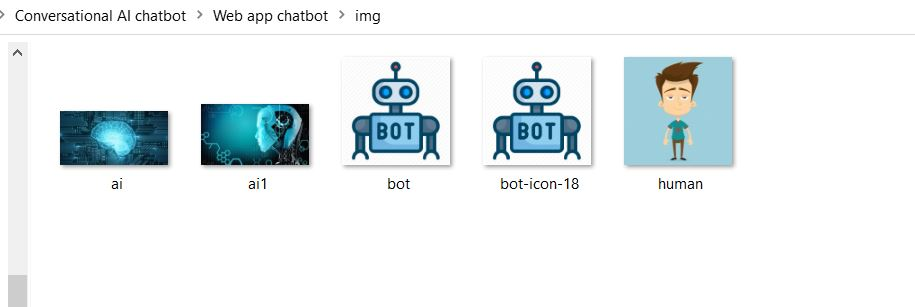 Conversational AI chatbot > Web app chatbot > img
BOT BOT
ai ai1 bot bot-icon-18 human